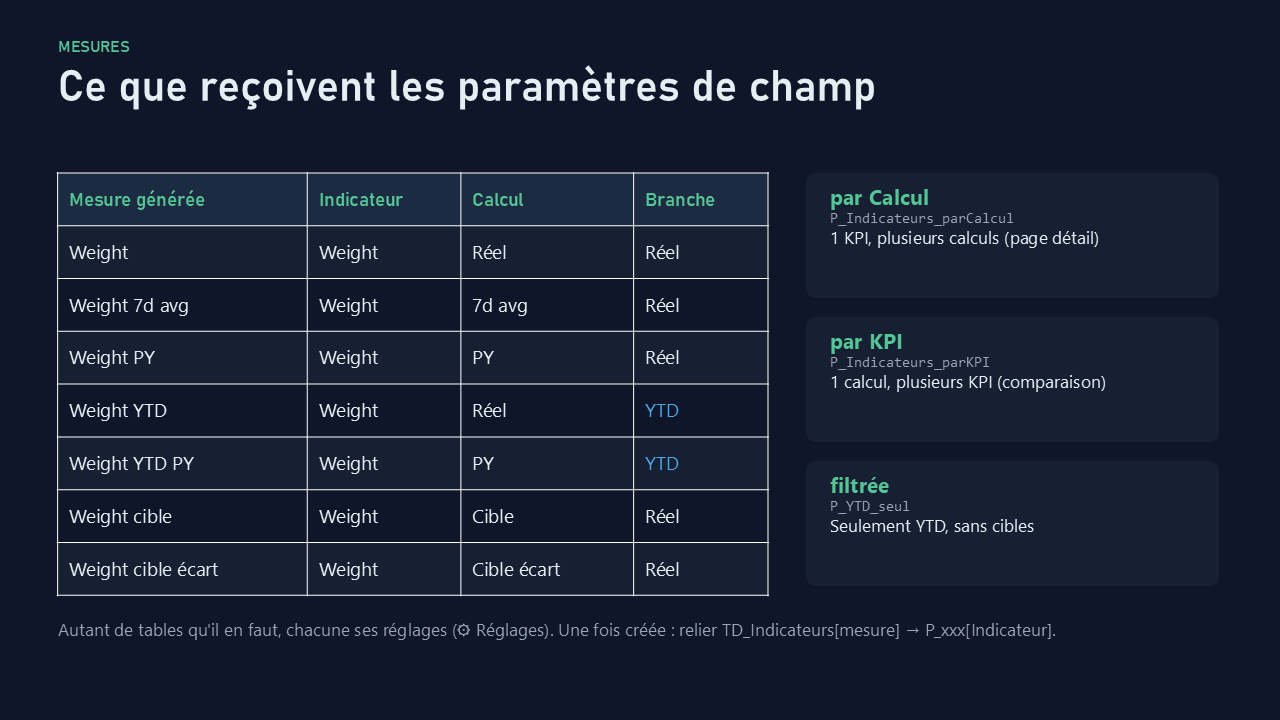 MESURES
Ce que reçoivent les paramètres de champ
Mesure générée Indicateur Calcul Branche
Weight Weight Réel Réel
Weight 7d avg Weight 7d avg Réel
Weight PY Weight PY Réel
Weight YTD Weight Réel YTD
Weight YTD PY Weight PY YTD
Weight cible Weight Cible Réel
Weight cible écart Weight Cible écart Réel
par Calcul
P_Indicateurs_parCalcul
1 KPI, plusieurs calculs (page détail)
par KPI
P_Indicateurs_parKPI
1 calcul, plusieurs KPI (comparaison)
filtrée
P_YTD_seul
Seulement YTD, sans cibles
Autant de tables qu'il en faut, chacune ses réglages (⚙ Réglages). Une fois créée : relier TD_Indicateurs[mesure] → P_xxx[Indicateur].